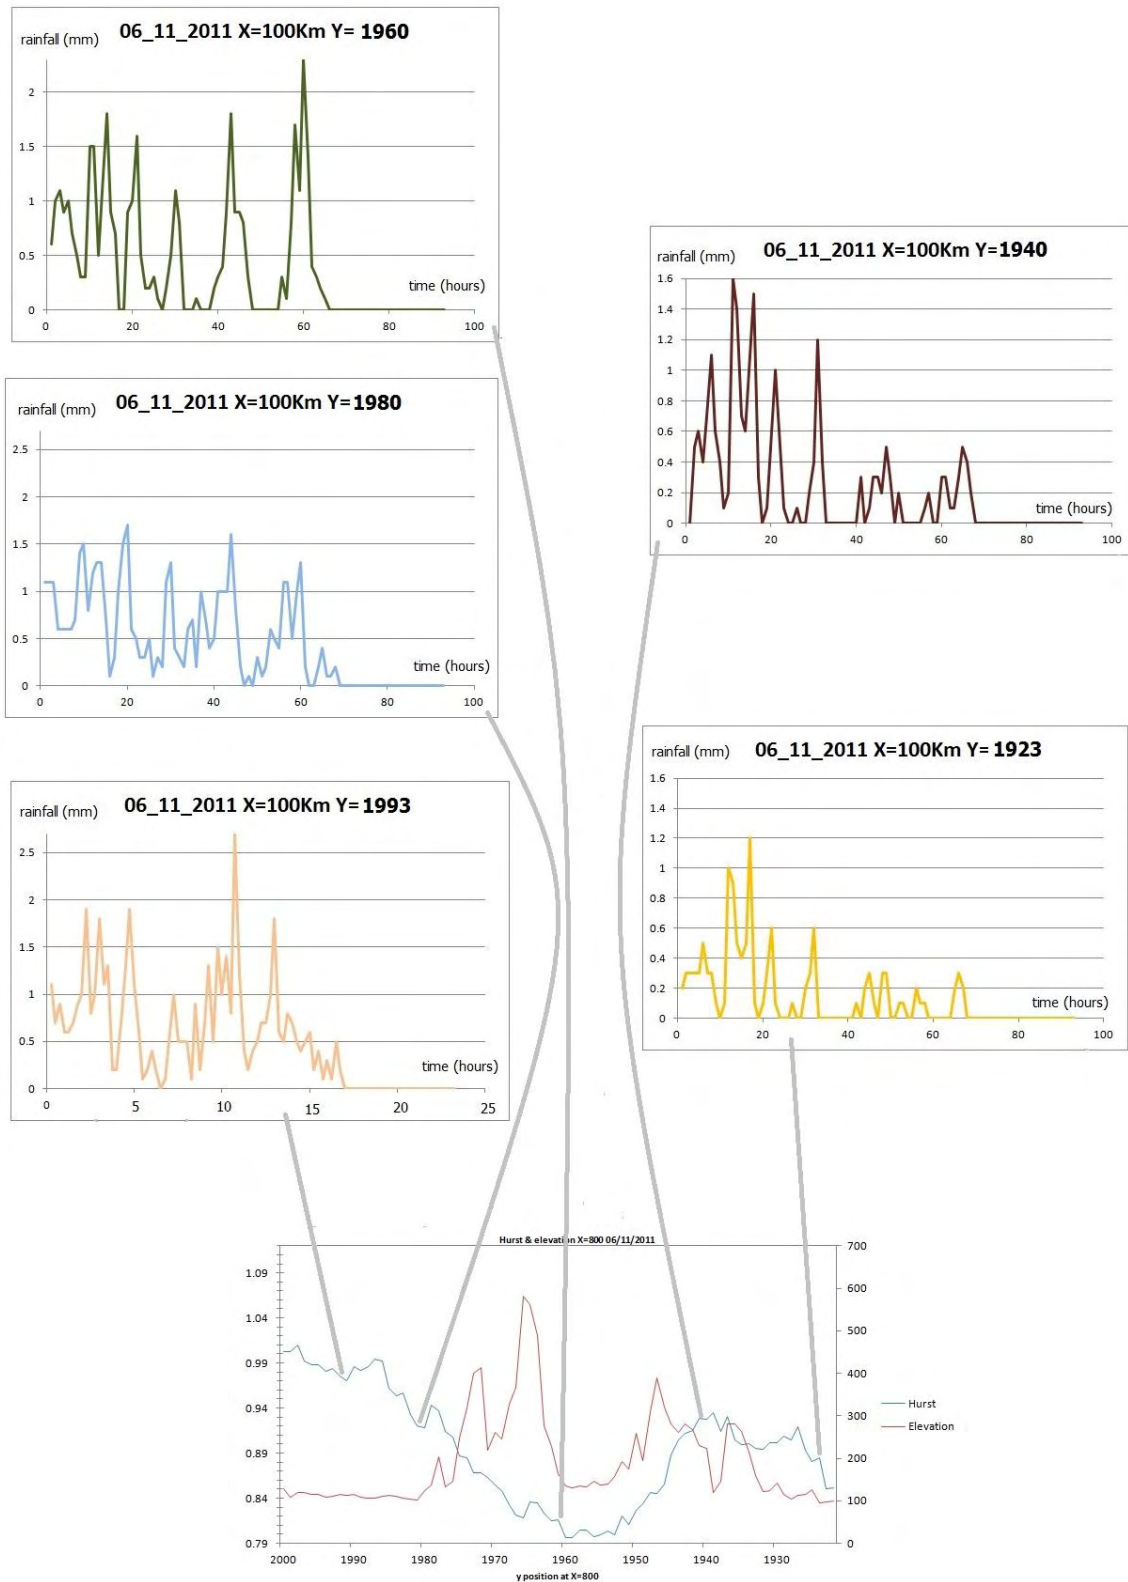 06_11_2011 X=100Km Y= 1960
rainfall (mm)
2
1.5
1
0.5
0
time (hours)
0 20 40 60 80 100
06_11_2011 X=100Km Y=1940
rainfall (mm)
1.6
1.4
1.2
1
0.8
0.6
0.4
0.2
0
time (hours)
0 20 40 60 80 100
06_11_2011 X=100Km Y= 1980
rainfall (mm)
2.5
2
1.5
1
0.5
0
time (hours)
0 20 40 60 80 100
06_11_2011 X=100Km Y= 1923
rainfall (mm)
1.6
1.4
1.2
1
0.8
0.6
0.4
0.2
0
time (hours)
0 20 40 60 80 100
06_11_2011 X=100Km Y= 1993
rainfall (mm)
2.5
2
1.5
1
0.5
0
time (hours)
0 5 10 15 20 25
Hurst & elevation X=800 06/11/2011
1.09
1.04
0.99
0.94
0.89
0.84
0.79
700
600
500
400
300
200
100
0
Hurst
Elevation
2000 1990 1980 1970 1960 1950 1940 1930
y position at X=800